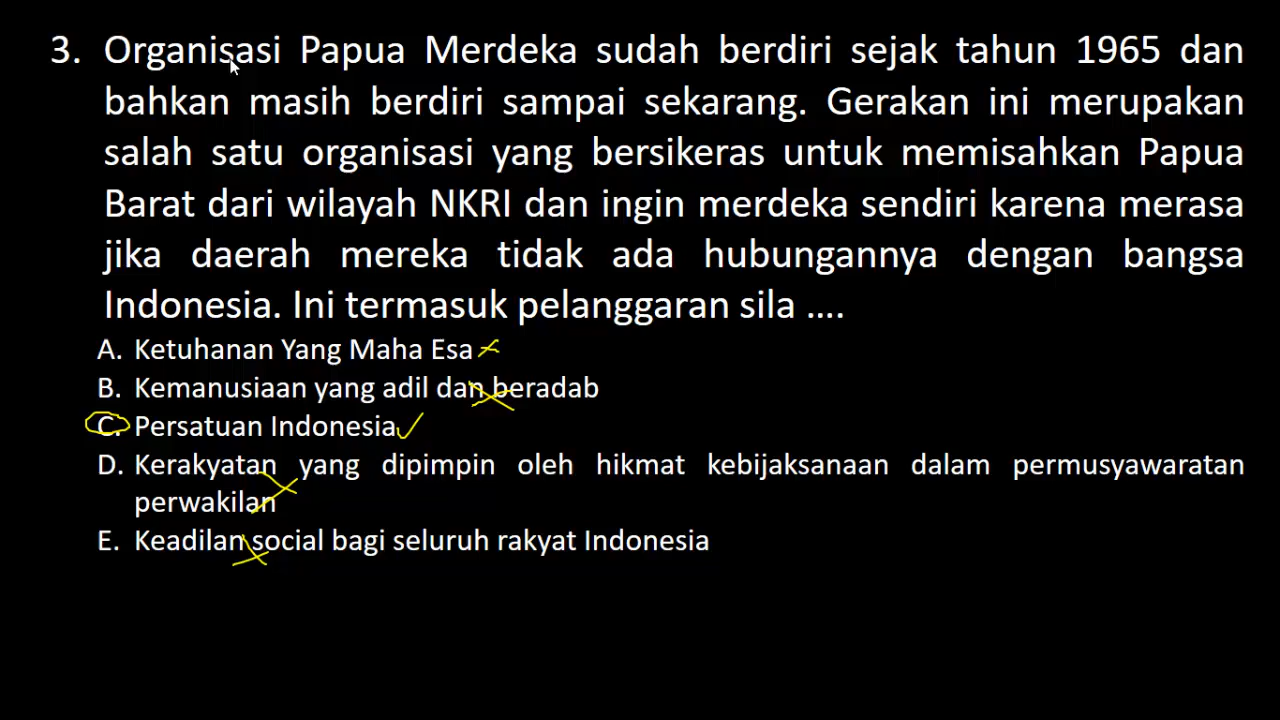 3. Organisasi Papua Merdeka sudah berdiri sejak tahun 1965 dan
bahkan masih berdiri sampai sekarang. Gerakan ini merupakan
salah satu organisasi yang bersikeras untuk memisahkan Papua
Barat dari wilayah NKRI dan ingin merdeka sendiri karena merasa
jika daerah mereka tidak ada hubungannya dengan bangsa
Indonesia. Ini termasuk pelanggaran sila ....
A. Ketuhanan Yang Maha Esa
B. Kemanusiaan yang adil dan beradab
C. Persatuan Indonesia
D. Kerakyatan yang dipimpin oleh hikmat kebijaksanaan dalam permusyawaratan
perwakilan
E. Keadilan social bagi seluruh rakyat Indonesia